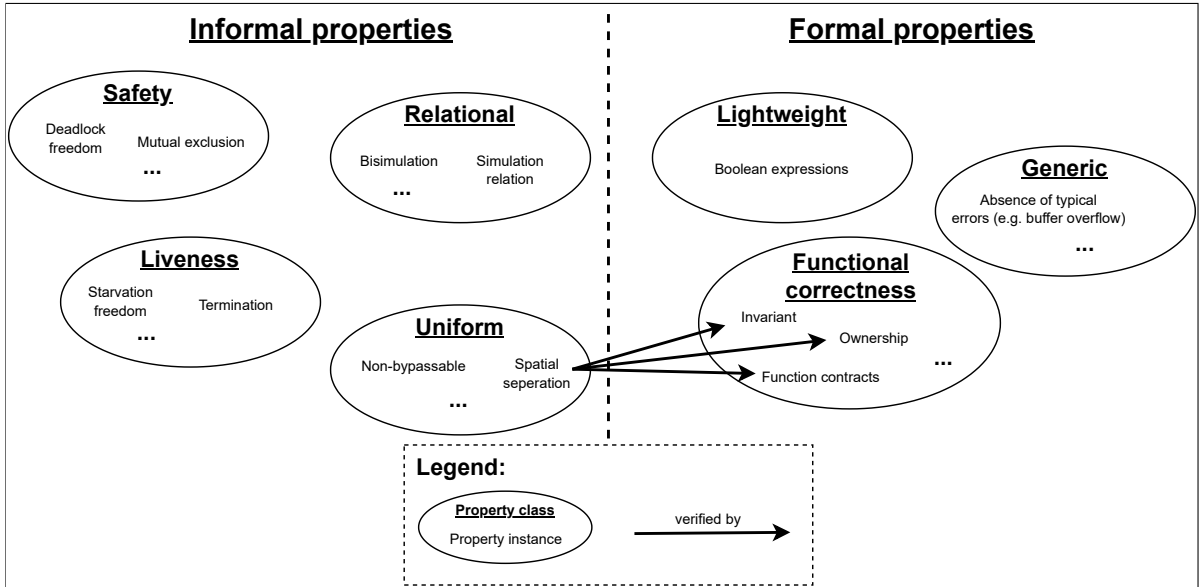 Informal properties
Formal properties
Safety
Deadlock
freedom
Mutual exclusion
...
Relational
Bisimulation
...
Simulation
relation
Lightweight
Boolean expressions
Generic
Absence of typical
errors (e.g. buffer overflow)
...
Liveness
Starvation
freedom
...
Termination
Uniform
Non-bypassable
Spatial
seperation
...
Functional
correctness
Invariant
Ownership
...
Function contracts
Legend:
Property class
Property instance
verified by